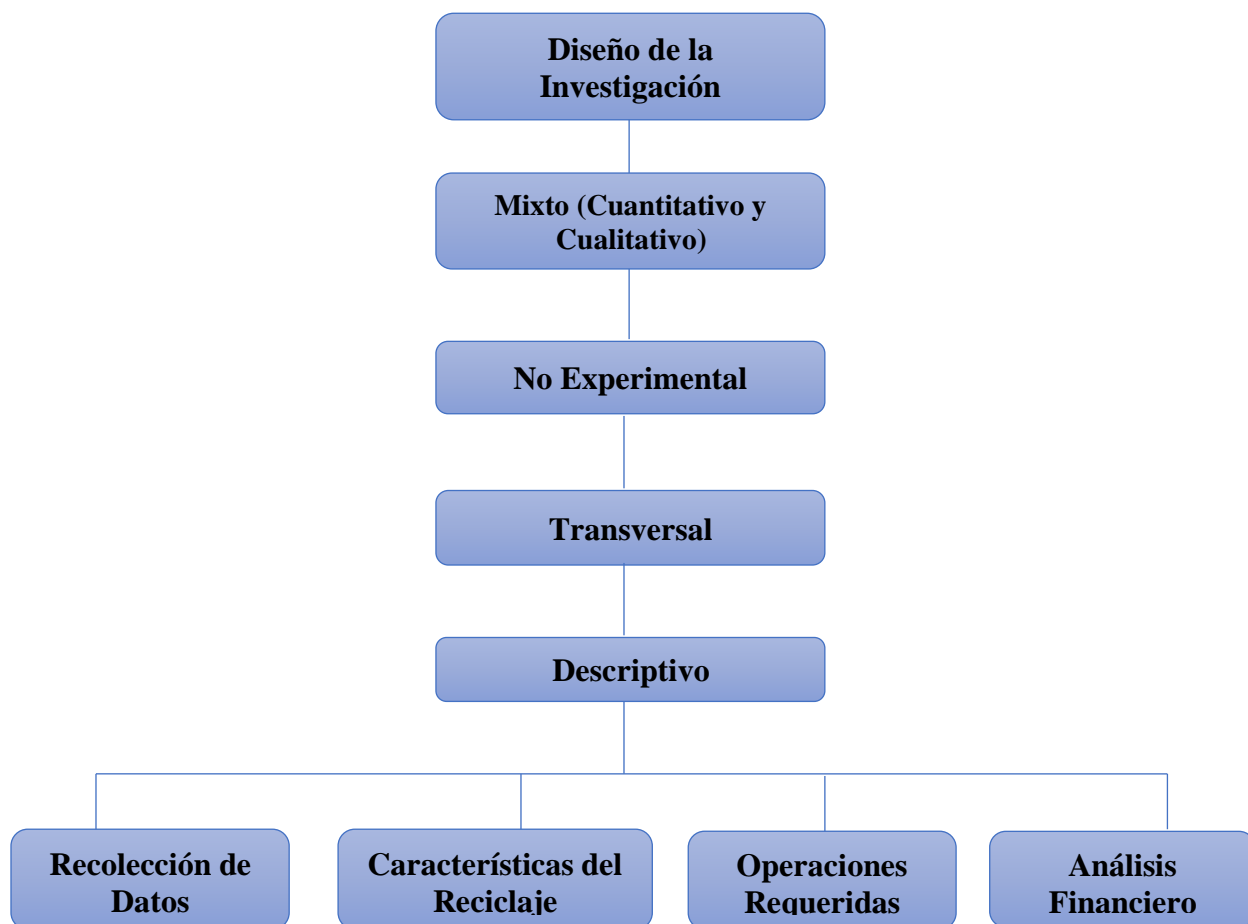 Diseño de la
Investigación
Mixto (Cuantitativo y
Cualitativo)
No Experimental
Transversal
Descriptivo
Recolección de
Datos
Caracterísficas del
Reciclaje
Operaciones
Requeridas
Análisis
Financiero